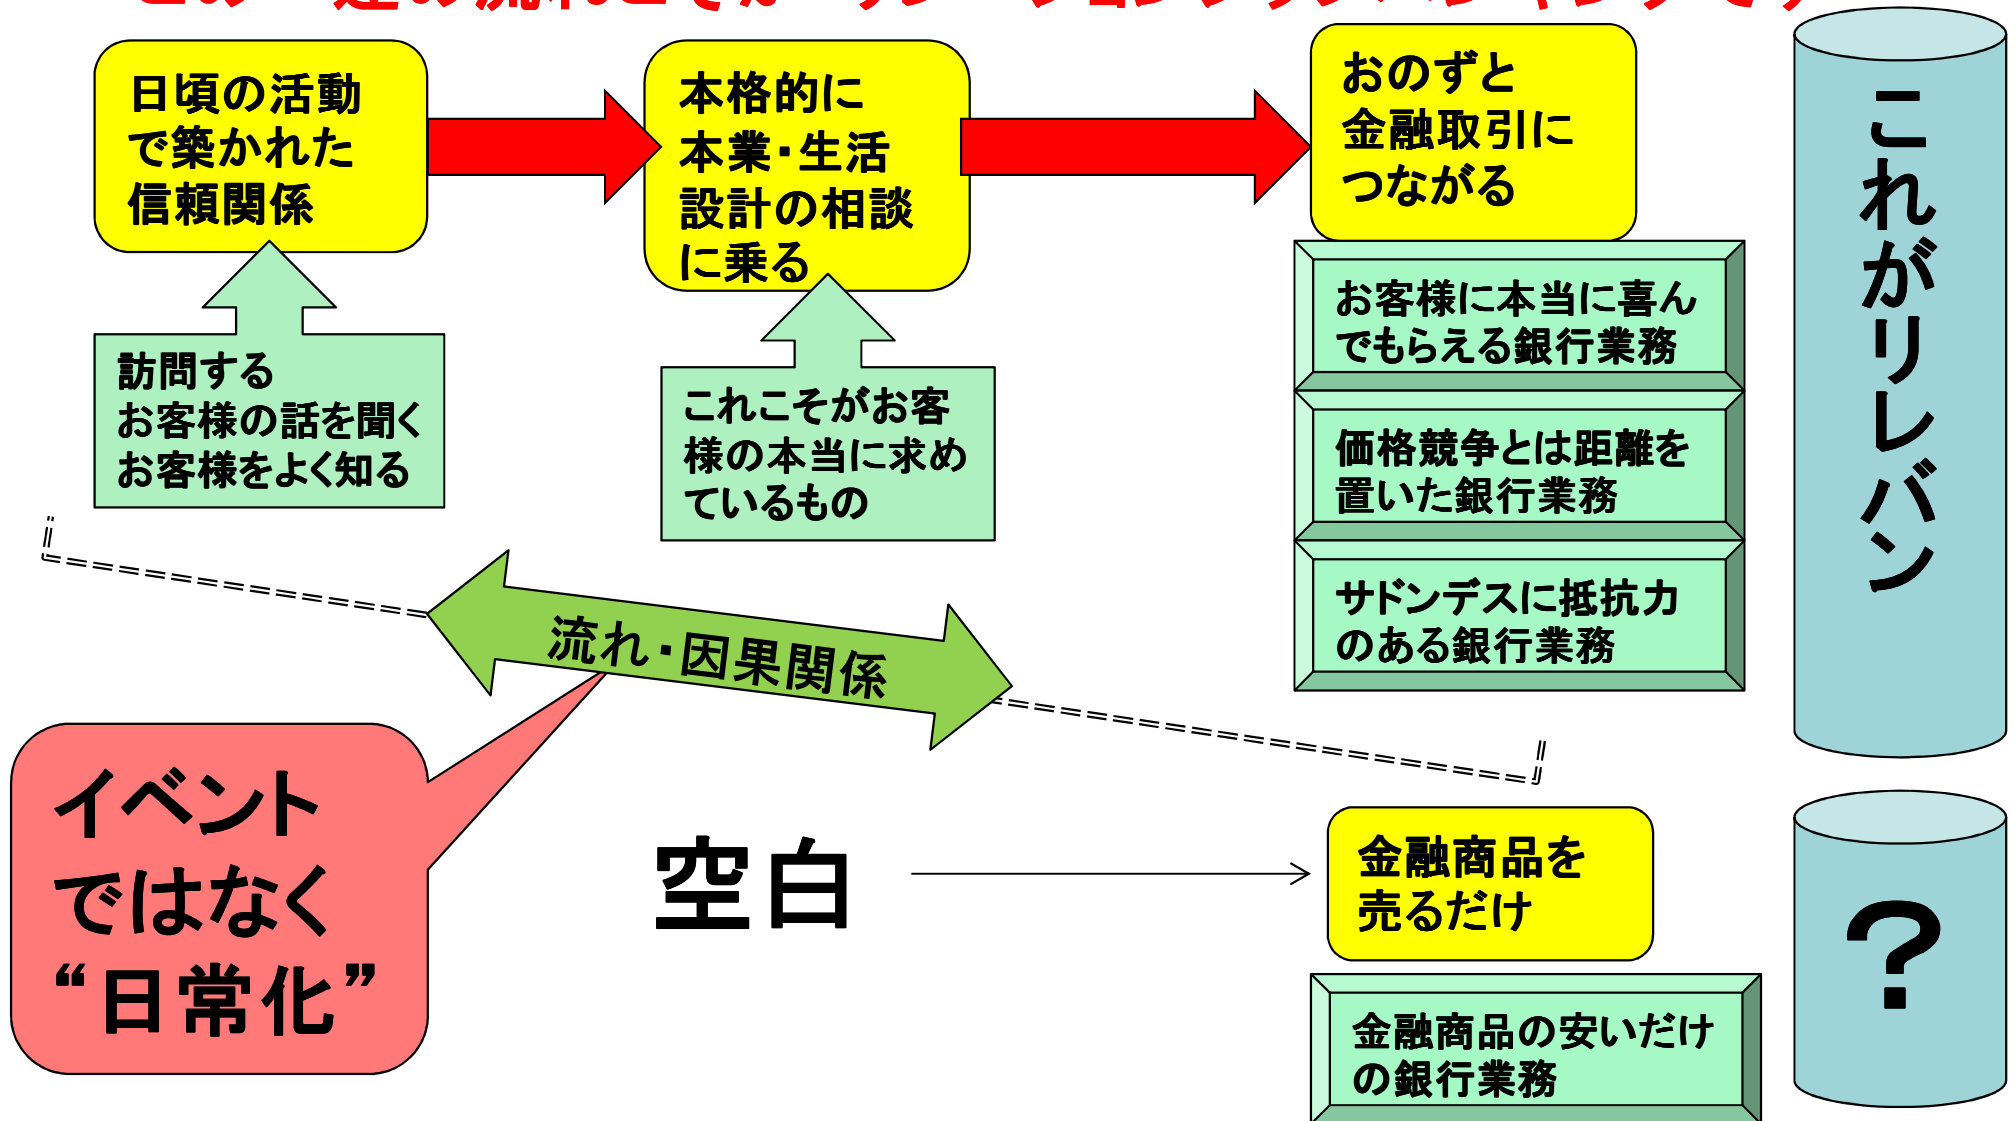 日頃の活動
で築かれた
信頼関係
本格的に
本業・生活
設計の相談
に乗る
おのずと
金融取引に
つながる
訪問する
お客様の話を聞く
お客様をよく知る
これこそがお客
様の本当に求め
ているもの
お客様に本当に喜ん
でもらえる銀行業務
価格競争とは距離を
置いた銀行業務
サドンデスに抵抗力
のある銀行業務
これがリレバン
流れ・因果関係
イベント
ではなく
“日常化”
空白
金融商品を
売るだけ
金融商品の安いだけ
の銀行業務
？